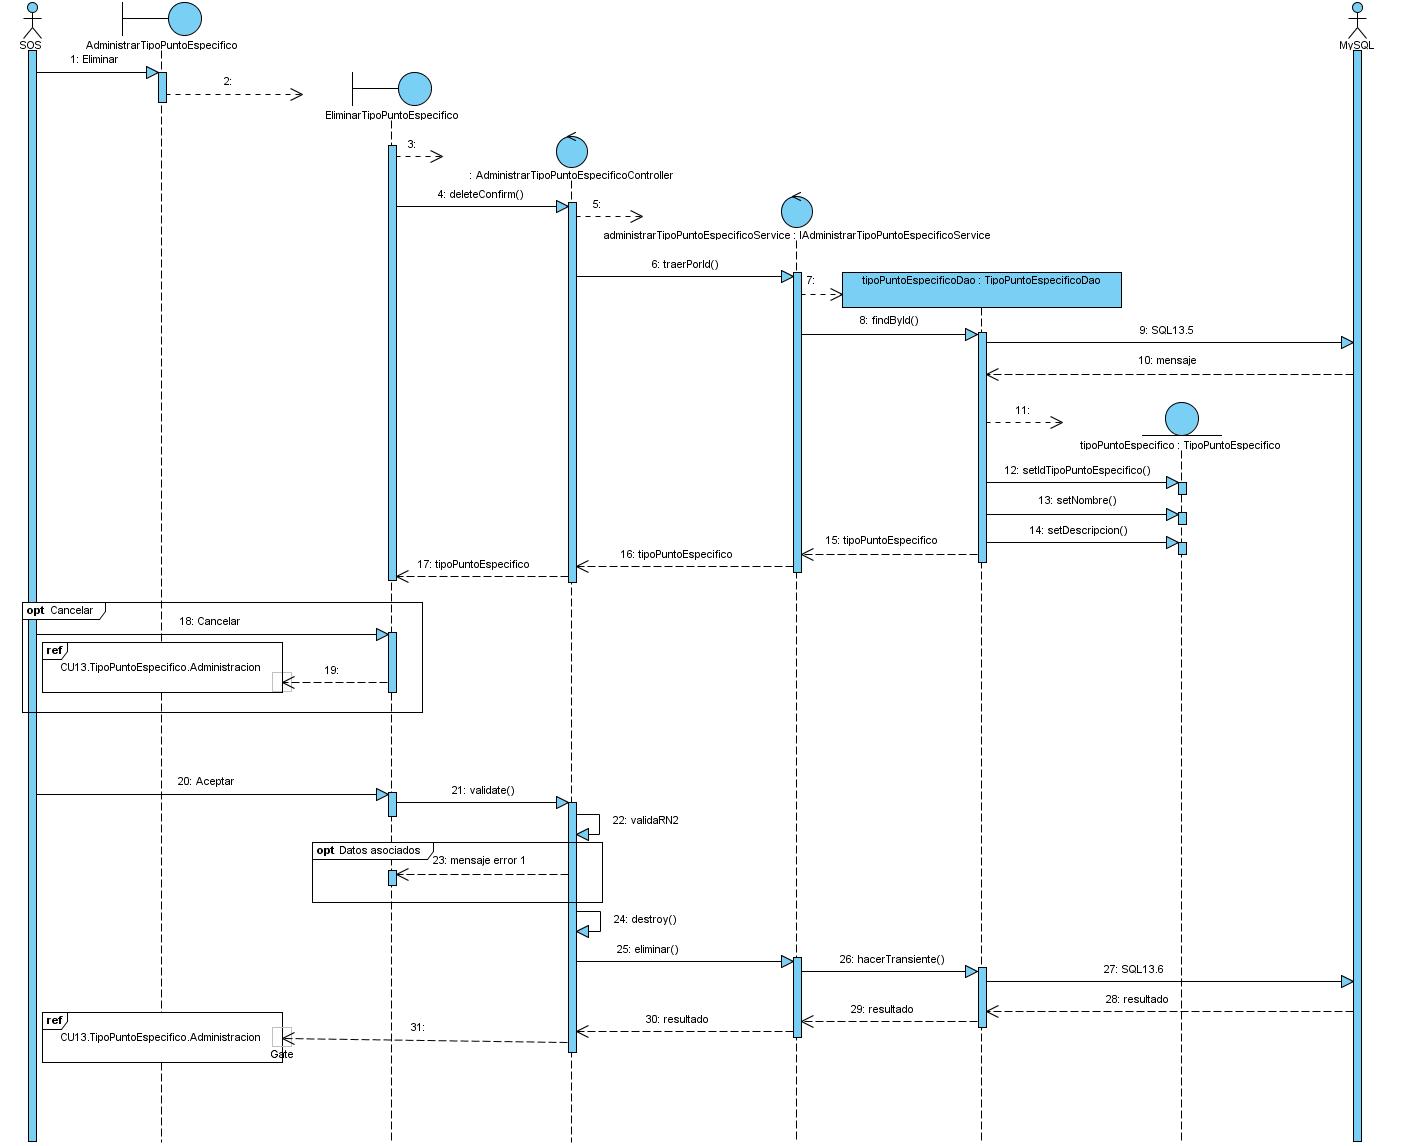 SOS
AdministrarTipoPuntoEspecifico
MySQL
1: Eliminar
2:
EliminarTipoPuntoEspecifico
3:
: AdministrarTipoPuntoEspecificoController
4: deleteConfirm()
5:
administrarTipoPuntoEspecificoService : IAdministrarTipoPuntoEspecificoService
6: traerPorId()
7:
tipoPuntoEspecificoDao : TipoPuntoEspecificoDao
8: findById()
9: SQL13.5
10: mensaje
11:
tipoPuntoEspecifico : TipoPuntoEspecifico
12: setIdTipoPuntoEspecifico()
13: setNombre()
14: setDescripcion()
15: tipoPuntoEspecifico
16: tipoPuntoEspecifico
17: tipoPuntoEspecifico
opt Cancelar
18: Cancelar
ref
CU13.TipoPuntoEspecifico.Administracion
19:
20: Aceptar
21: validate()
22: validaRN2
opt Datos asociados
23: mensaje error 1
24: destroy()
25: eliminar()
26: hacerTransiente()
27: SQL13.6
28: resultado
29: resultado
30: resultado
31:
ref
CU13.TipoPuntoEspecifico.Administracion
Gate